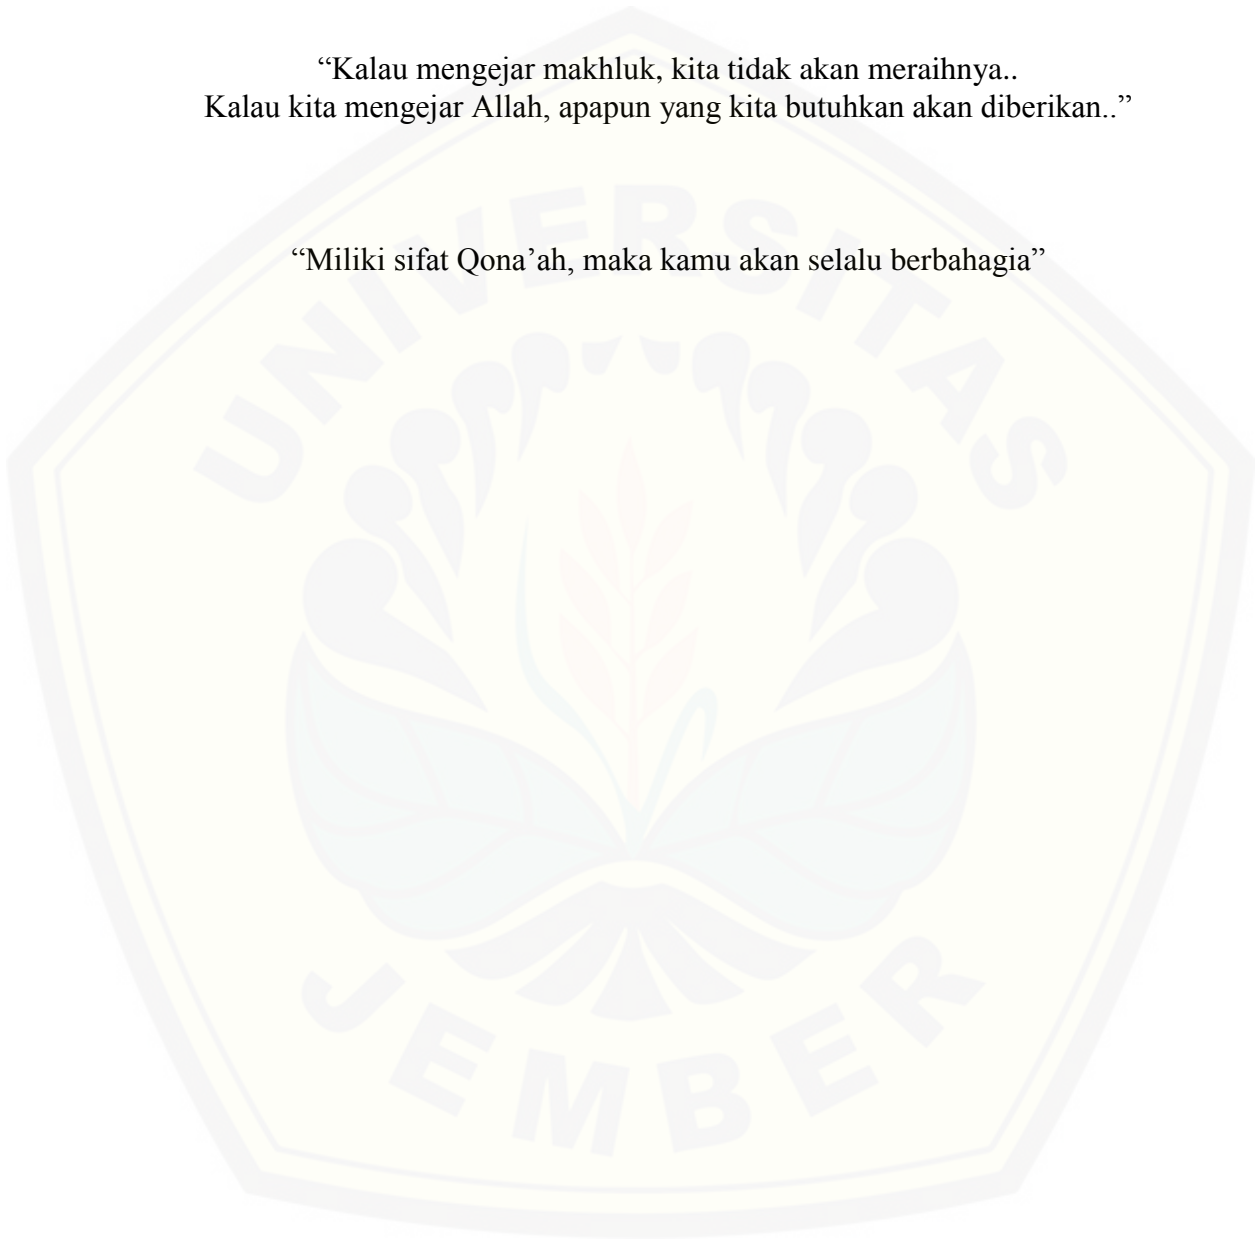 “Kalau mengejar makhluk, kita tidak akan meraihnya..
Kalau kita mengejar Allah, apapun yang kita butuhkan akan diberikan..”
“Miliki sifat Qona’ah, maka kamu akan selalu berbahagia”
UNIVERSITAS
JEMBER